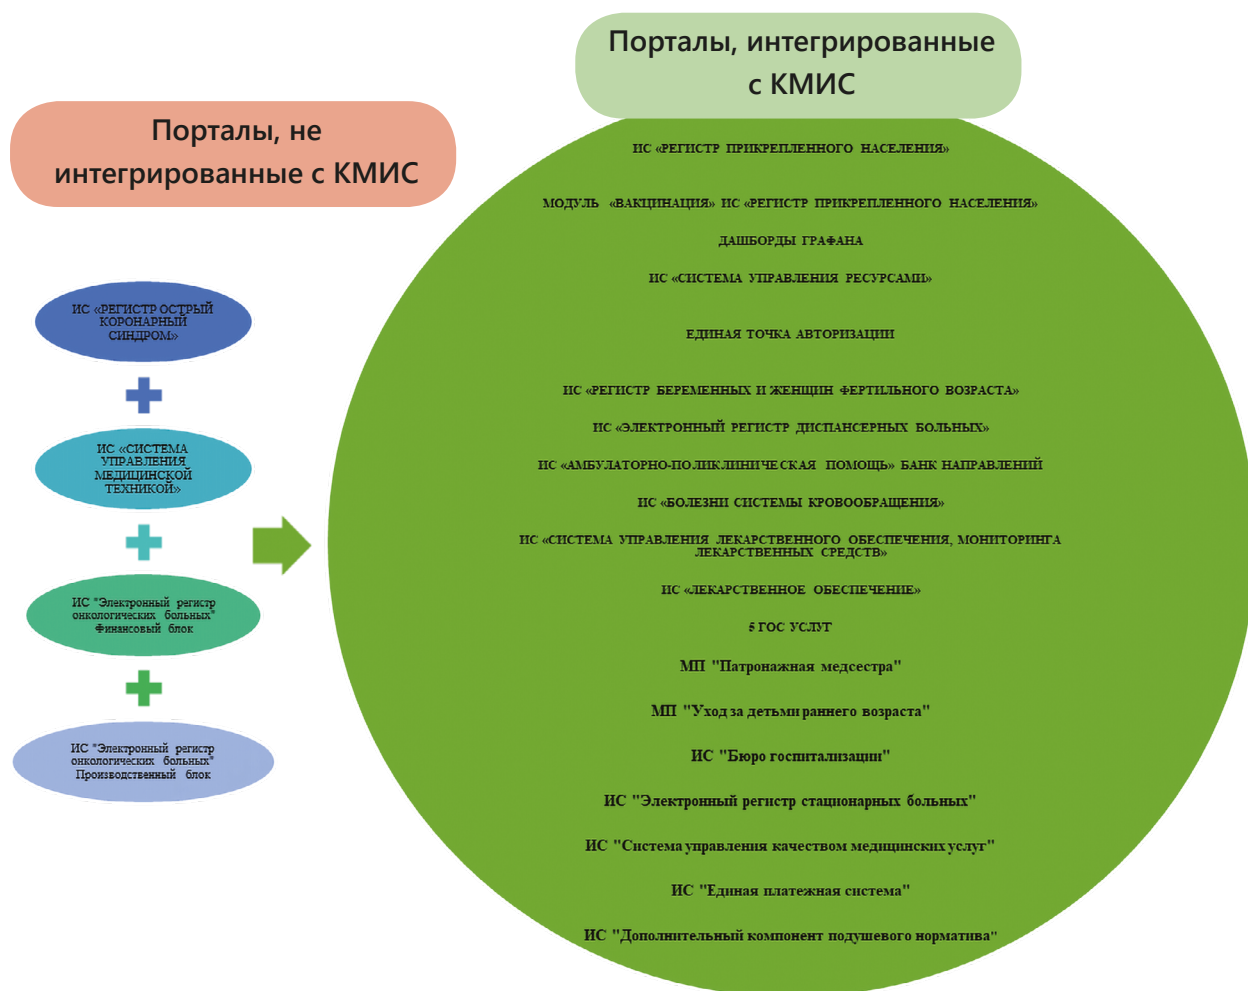 Порталы, не
интегрированные с КМИС
ИС «РЕГИСТР ОСТРЫЙ
КОРОНАРНЫЙ
СИНДРОМ»
ИС «СИСТЕМА
УПРАВЛЕНИЯ
МЕДИЦИНСКОЙ
ТЕХНИКОЙ»
ИС "Электронный регистр
онкологических больных"
Финансовый блок
ИС "Электронный регистр
онкологических больных"
Производственный блок
Порталы, интегрированные
с КМИС
ИС «РЕГИСТР ПРИКРЕПЛЕННОГО НАСЕЛЕНИЯ»
МОДУЛЬ «ВАКЦИНАЦИЯ» ИС «РЕГИСТР ПРИКРЕПЛЕННОГО НАСЕЛЕНИЯ»
ДАШБОРДЫ ГРАФАНА
ИС «СИСТЕМА УПРАВЛЕНИЯ РЕСУРСАМИ»
ЕДИНАЯ ТОЧКА АВТОРИЗАЦИИ
ИС «РЕГИСТР БЕРЕМЕННЫХ И ЖЕНЩИН ФЕРТИЛЬНОГО ВОЗРАСТА»
ИС «ЭЛЕКТРОННЫЙ РЕГИСТР ДИСПАНСЕРНЫХ БОЛЬНЫХ»
ИС «АМБУЛАТОРНО-ПОЛИКЛИНИЧЕСКАЯ ПОМОЩЬ» БАНК НАПРАВЛЕНИЙ
ИС «БОЛЕЗНИ СИСТЕМЫ КРОВООБРАЩЕНИЯ»
ИС «СИСТЕМА УПРАВЛЕНИЯ ЛЕКАРСТВЕННОГО ОБЕСПЕЧЕНИЯ, МОНИТОРИНГА
ЛЕКАРСТВЕННЫХ СРЕДСТВ»
ИС «ЛЕКАРСТВЕННОЕ ОБЕСПЕЧЕНИЕ»
5 ГОС УСЛУГ
МП "Патронажная медсестра"
МП "Уход за детьми раннего возраста"
ИС "Бюро госпитализации"
ИС "Электронный регистр стационарных больных"
ИС "Система управления качеством медицинских услуг"
ИС "Единая платежная система"
ИС "Дополнительный компонент подушевого норматива"